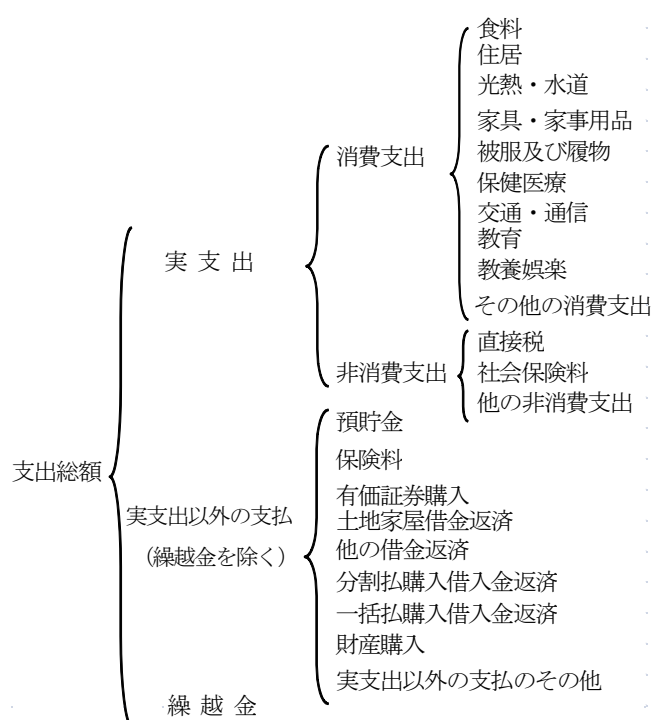 食料
住居
光熱・水道
家具・家事用品
消費支出
被服及び履物
保健医療
交通・通信
教育
実 支 出
教養娯楽
その他の消費支出
直接税
非消費支出
社会保険料
他の非消費支出
預貯金
保険料
支出総額
有価証券購入
実支出以外の支払
土地家屋借金返済
(繰越金を除く)
他の借金返済
分割払購入借入金返済
一括払購入借入金返済
財産購入
実支出以外の支払のその他
繰 越 金